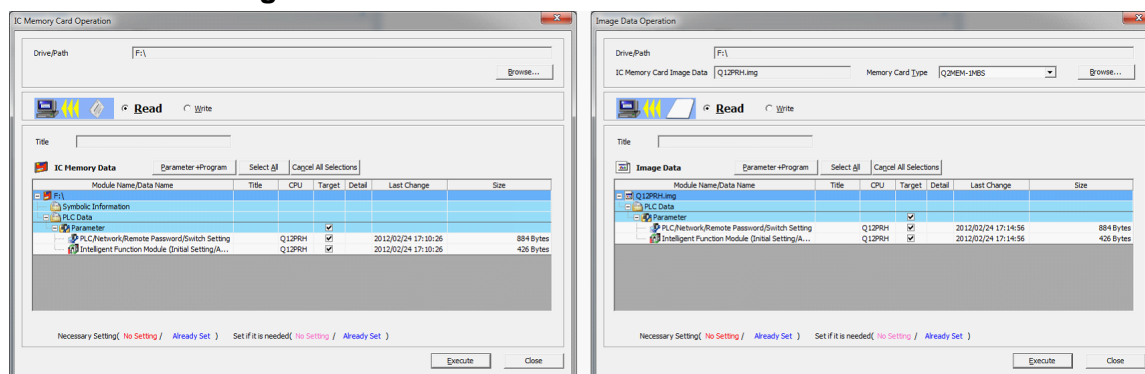 IC Memory Card Operation
Drive/Path F:\
Browse...
Read Write
Title
IC Memory Data Parameter+Program Select All Cancel All Selections
Module Name/Data Name Title CPU Target Detail Last Change Size
F:\
Symbolic Information
PLC Data
Parameter
PLC/Network/Remote Password/Switch Setting Q12PRH 2012/02/24 17:10:26 884 Bytes
Intelligent Function Module (Initial Setting/A... Q12PRH 2012/02/24 17:10:26 426 Bytes
Necessary Setting( No Setting / Already Set ) Set if it is needed( No Setting / Already Set )
Execute Close
Image Data Operation
Drive/Path F:\
IC Memory Card Image Data Q12PRH.img Memory Card Type Q2MEM-1MBS Browse...
Read Write
Title
Image Data Parameter+Program Select All Cancel All Selections
Module Name/Data Name Title CPU Target Detail Last Change Size
Q12PRH.img
PLC Data
Parameter
PLC/Network/Remote Password/Switch Setting Q12PRH 2012/02/24 17:14:56 884 Bytes
Intelligent Function Module (Initial Setting/A... Q12PRH 2012/02/24 17:14:56 426 Bytes
Necessary Setting( No Setting / Already Set ) Set if it is needed( No Setting / Already Set )
Execute Close